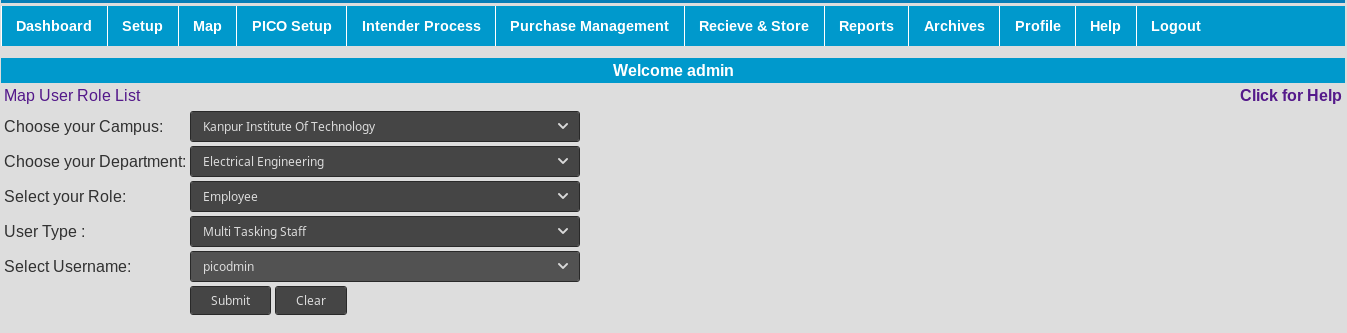 Dashboard Setup Map PICO Setup Intender Process Purchase Management Recieve & Store Reports Archives Profile Help Logout
Welcome admin
Map User Role List Click for Help
Choose your Campus: Kanpur Institute Of Technology
Choose your Department: Electrical Engineering
Select your Role: Employee
User Type : Multi Tasking Staff
Select Username: picodmin
Submit Clear